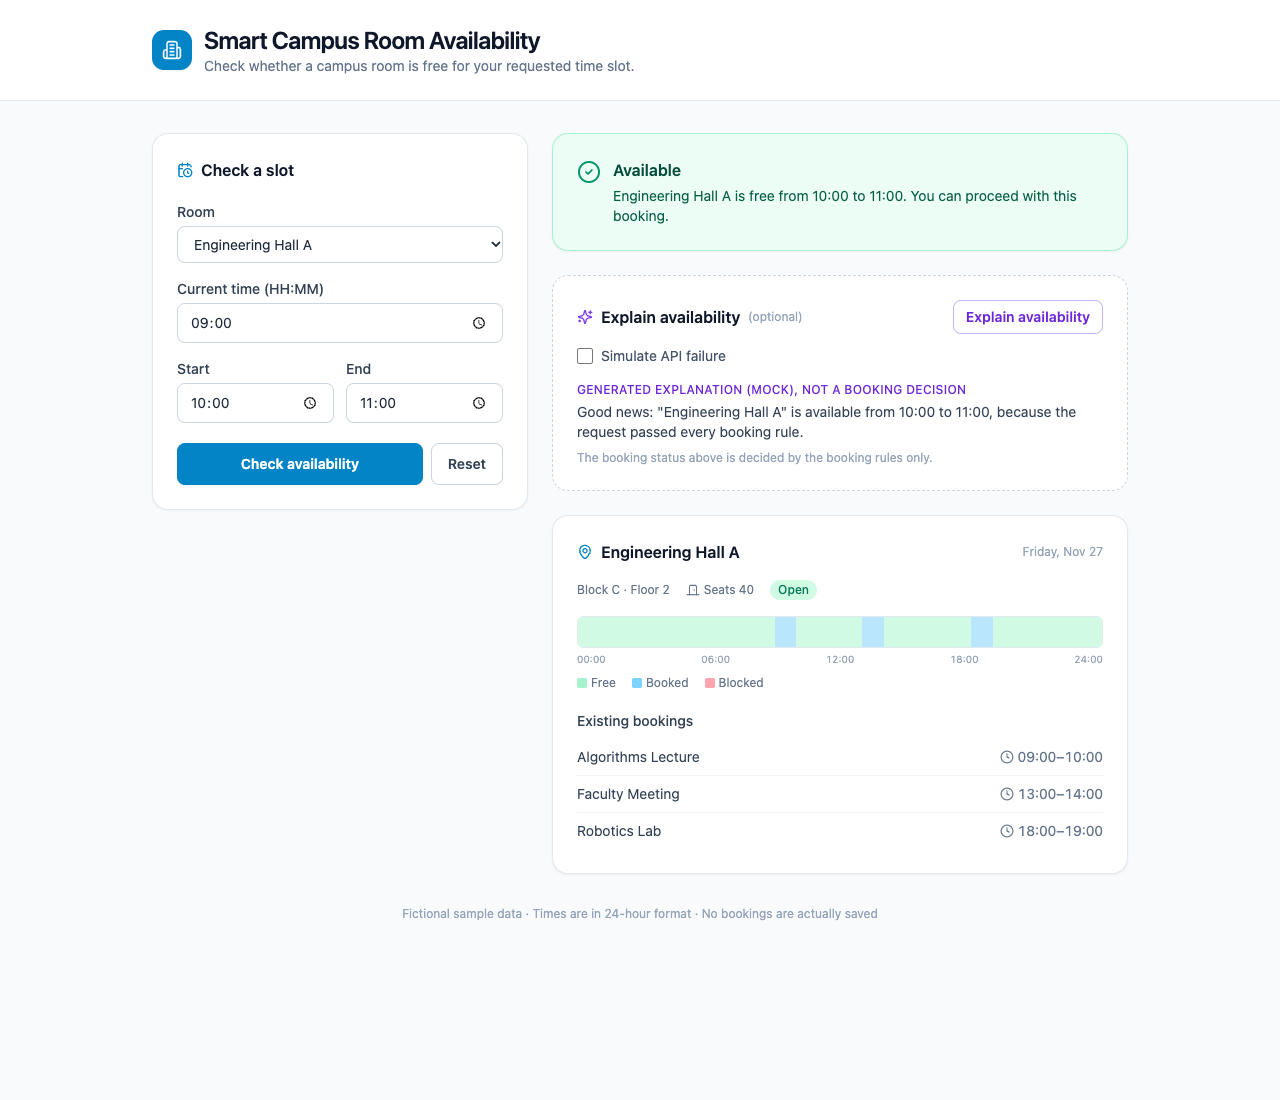 Smart Campus Room Availability
Check whether a campus room is free for your requested time slot.
Check a slot
Room
Engineering Hall A
Current time (HH:MM)
09:00
Start
End
10:00
11:00
Check availability
Reset
Available
Engineering Hall A is free from 10:00 to 11:00. You can proceed with this
booking.
Explain availability (optional)
Explain availability
Simulate API failure
GENERATED EXPLANATION (MOCK), NOT A BOOKING DECISION
Good news: "Engineering Hall A" is available from 10:00 to 11:00, because the
request passed every booking rule.
The booking status above is decided by the booking rules only.
Engineering Hall A
Friday, Nov 27
Block C · Floor 2
Seats 40
Open
00:00 06:00 12:00 18:00 24:00
Free Booked Blocked
Existing bookings
Algorithms Lecture 09:00–10:00
Faculty Meeting 13:00–14:00
Robotics Lab 18:00–19:00
Fictional sample data · Times are in 24-hour format · No bookings are actually saved